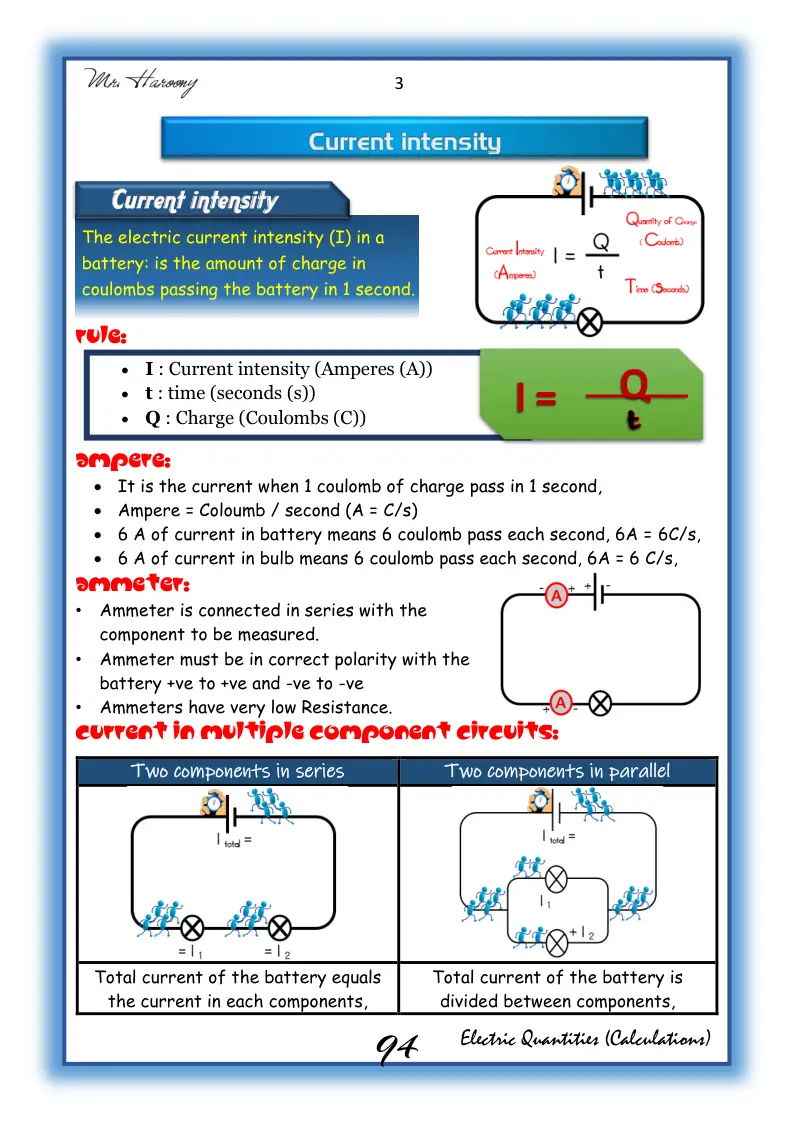 Mr. Haroony
3
Current intensity
Current intensity
The electric current intensity (I) in a
battery: is the amount of charge in
coulombs passing the battery in 1 second.
Current Intensity
(Amperes)
I = Q / t
Quantity of Charge
( Coulomb)
Time (Seconds)
rule:
• I : Current intensity (Amperes (A))
• t : time (seconds (s))
• Q : Charge (Coulombs (C))
I = Q / t
ampere:
• It is the current when 1 coulomb of charge pass in 1 second,
• Ampere = Coloumb / second (A = C/s)
• 6 A of current in battery means 6 coulomb pass each second, 6A = 6C/s,
• 6 A of current in bulb means 6 coulomb pass each second, 6A = 6 C/s,
ammeter:
• Ammeter is connected in series with the
component to be measured.
• Ammeter must be in correct polarity with the
battery +ve to +ve and -ve to -ve
• Ammeters have very low Resistance.
- A + + -
+ A -
current in multiple component circuits:
Two components in series
I total =
= I 1 = I 2
Total current of the battery equals
the current in each components,
Two components in parallel
I total =
I 1
+ I 2
Total current of the battery is
divided between components,
94
Electric Quantities (Calculations)